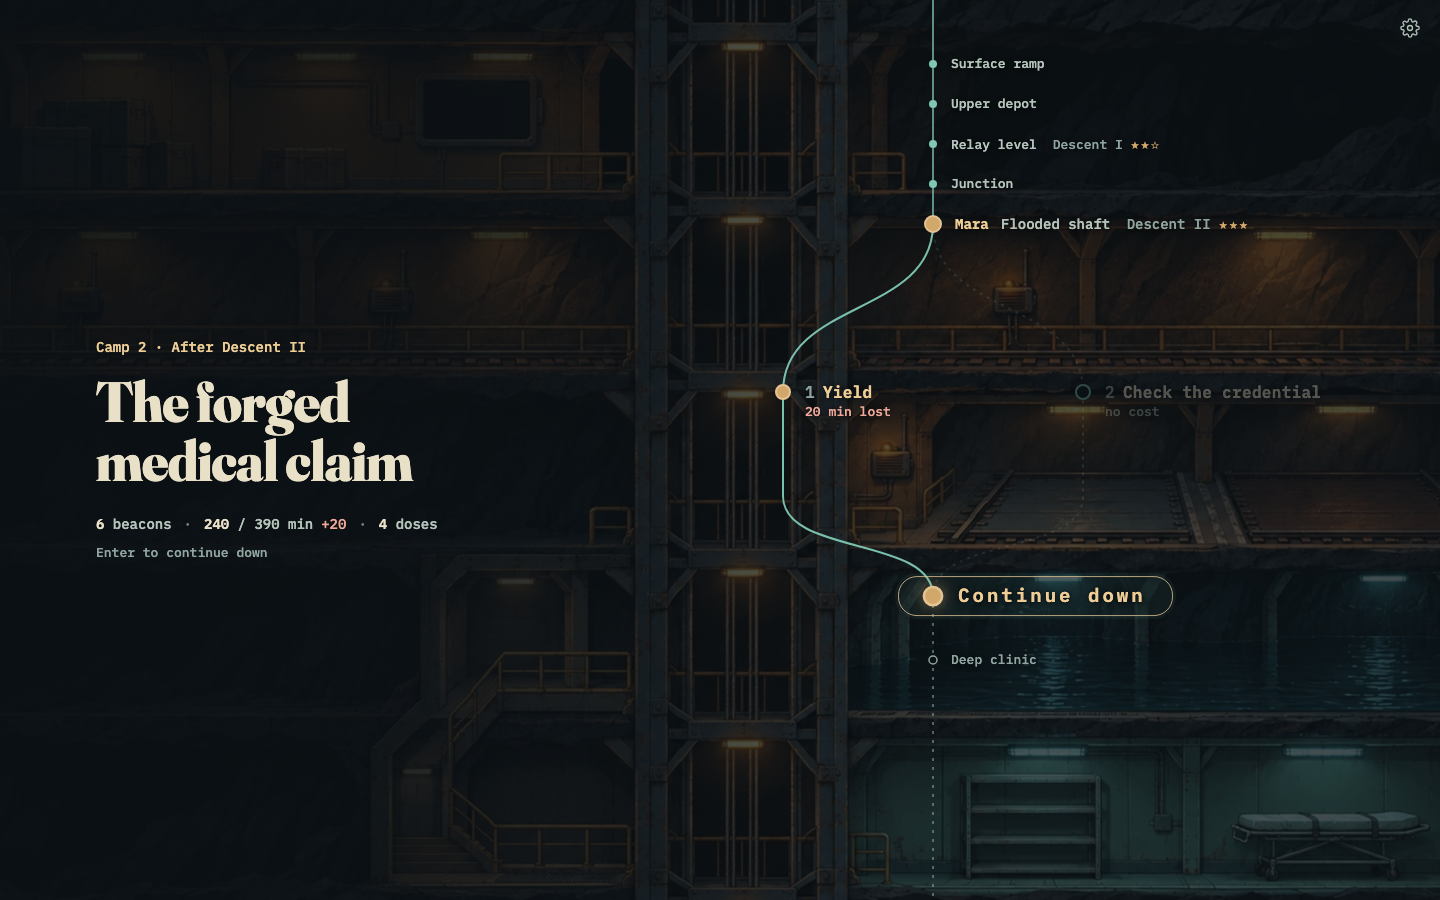 Surface ramp
Upper depot
Relay level Descent I ★★☆
Junction
Mara Flooded shaft Descent II ★★★
Camp 2 · After Descent II
The forged
medical claim
6 beacons · 240 / 390 min +20 · 4 doses
Enter to continue down
1 Yield
20 min lost
2 Check the credential
no cost
Continue down
Deep clinic